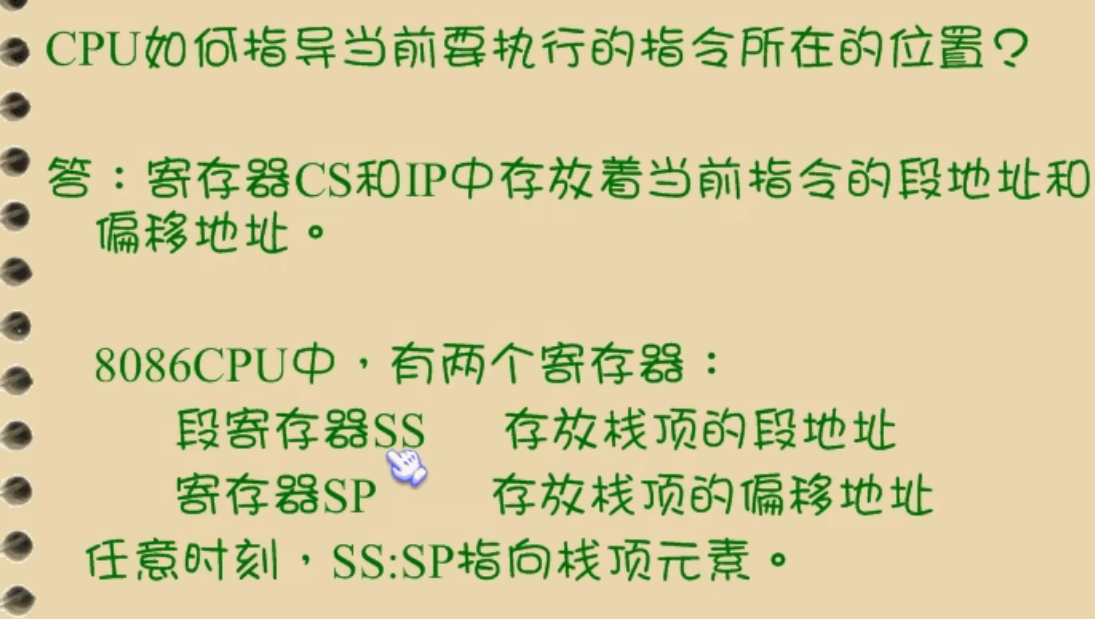 CPU如何指导当前要执行的指令所在的位置？
答：寄存器CS和IP中存放着当前指令的段地址和
偏移地址。
8086CPU中，有两个寄存器：
段寄存器SS 存放栈顶的段地址
寄存器SP 存放栈顶的偏移地址
任意时刻，SS:SP指向栈顶元素。